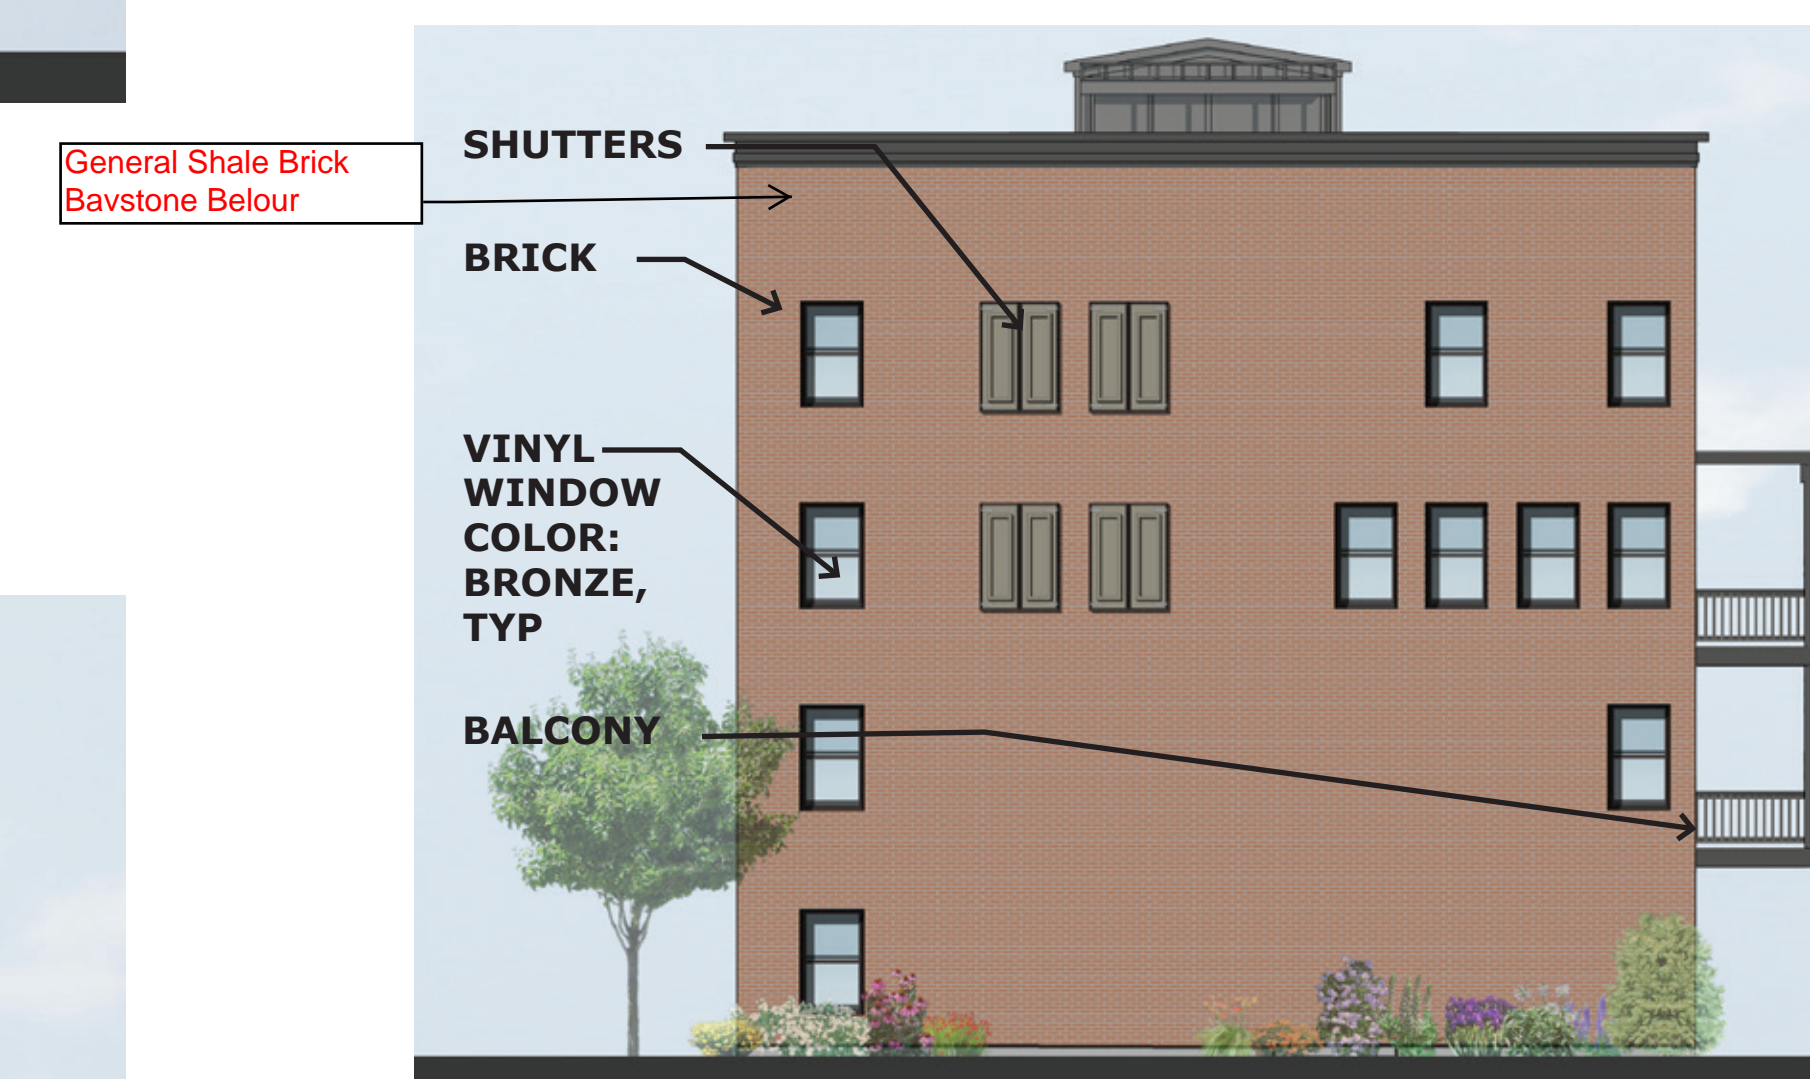 General Shale Brick
Bavstone Belour
SHUTTERS
BRICK
VINYL
WINDOW
COLOR:
BRONZE,
TYP
BALCONY